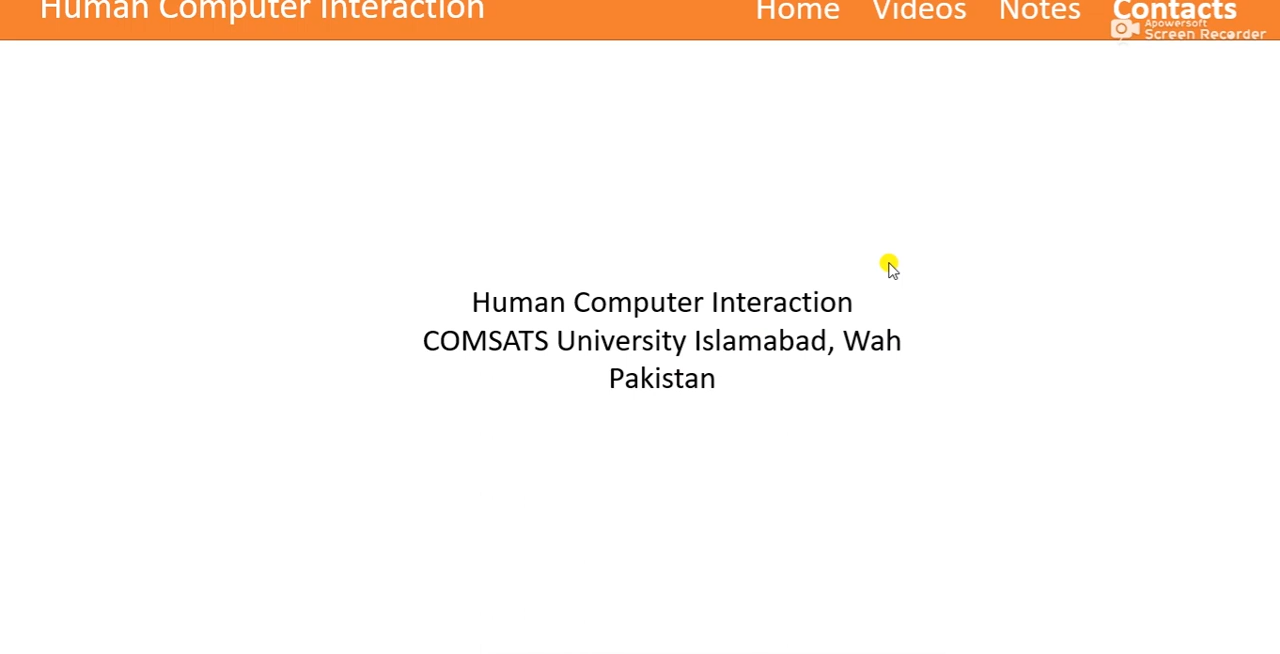 Human Computer Interaction
Home Videos Notes Contacts
Apowersoft
Screen Recorder
Human Computer Interaction
COMSATS University Islamabad, Wah
Pakistan